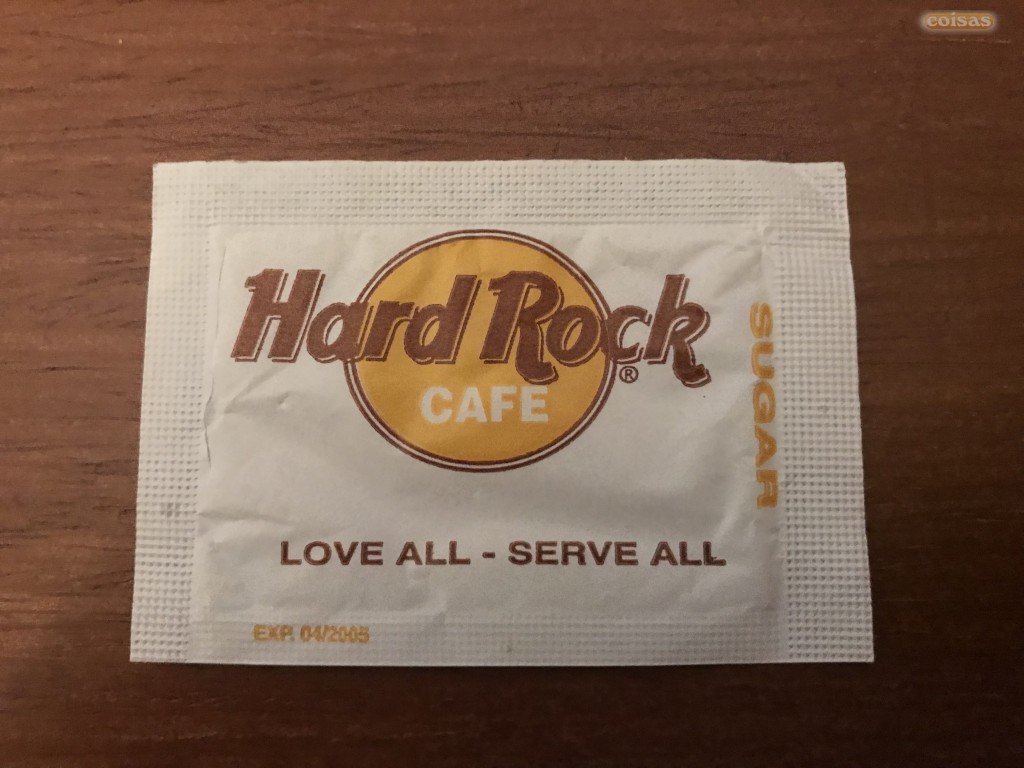 coisas
Hard Rock
®
CAFE
SUGAR
LOVE ALL - SERVE ALL
EXP. 04/2005